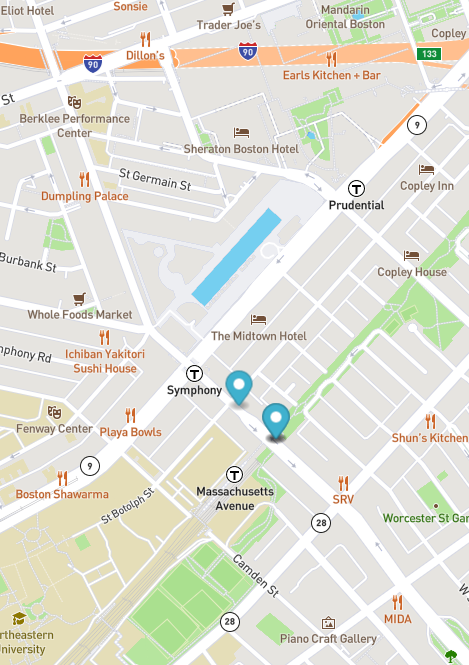 Eliot Hotel
Sonsie
Trader Joe's
Mandarin
Oriental Boston
Copley
Dillon's
90
90
133
Earls Kitchen + Bar
St
9
Berklee Performance
Center
Sheraton Boston Hotel
St Germain St
Copley Inn
Dumpling Palace
T
Prudential
Burbank St
Copley House
Whole Foods Market
The Midtown Hotel
mphony Rd
Ichiban Yakitori
Sushi House
T
Symphony
Fenway Center
Playa Bowls
Shun's Kitchen
9
Boston Shawarma
T
Massachusetts
Avenue
St Botolph St
SRV
28
Worcester St Gar
Camden St
W
MIDA
28
rtheastern
University
Piano Craft Gallery